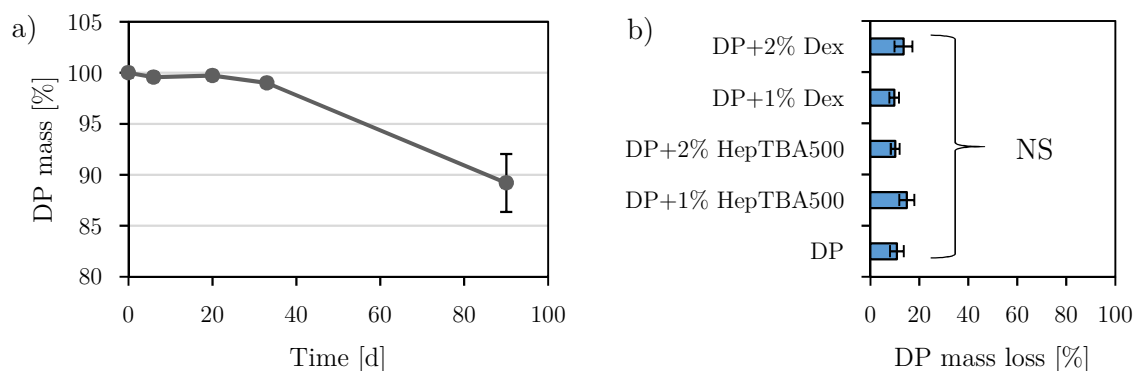 a)
105
100
95
90
85
80
DP mass [%]
0 20 40 60 80 100
Time [d]
b)
DP+2% Dex
DP+1% Dex
DP+2% HepTBA500
DP+1% HepTBA500
DP
NS
0 20 40 60 80 100
DP mass loss [%]